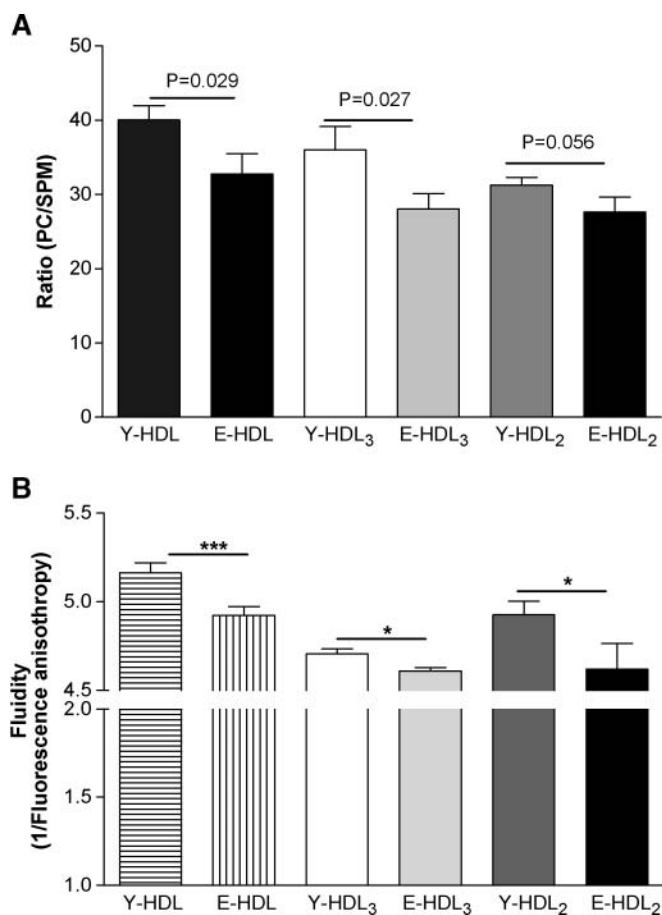 A
50
40
30
20
10
0
Ratio (PC/SPM)
P=0.029
P=0.027
P=0.056
Y-HDL E-HDL Y-HDL₃ E-HDL₃ Y-HDL₂ E-HDL₂
B
5.5
5.0
4.5
2.0
1.5
1.0
Fluidity
(1/Fluorescence anisothropy)
***
*
*
Y-HDL E-HDL Y-HDL₃ E-HDL₃ Y-HDL₂ E-HDL₂